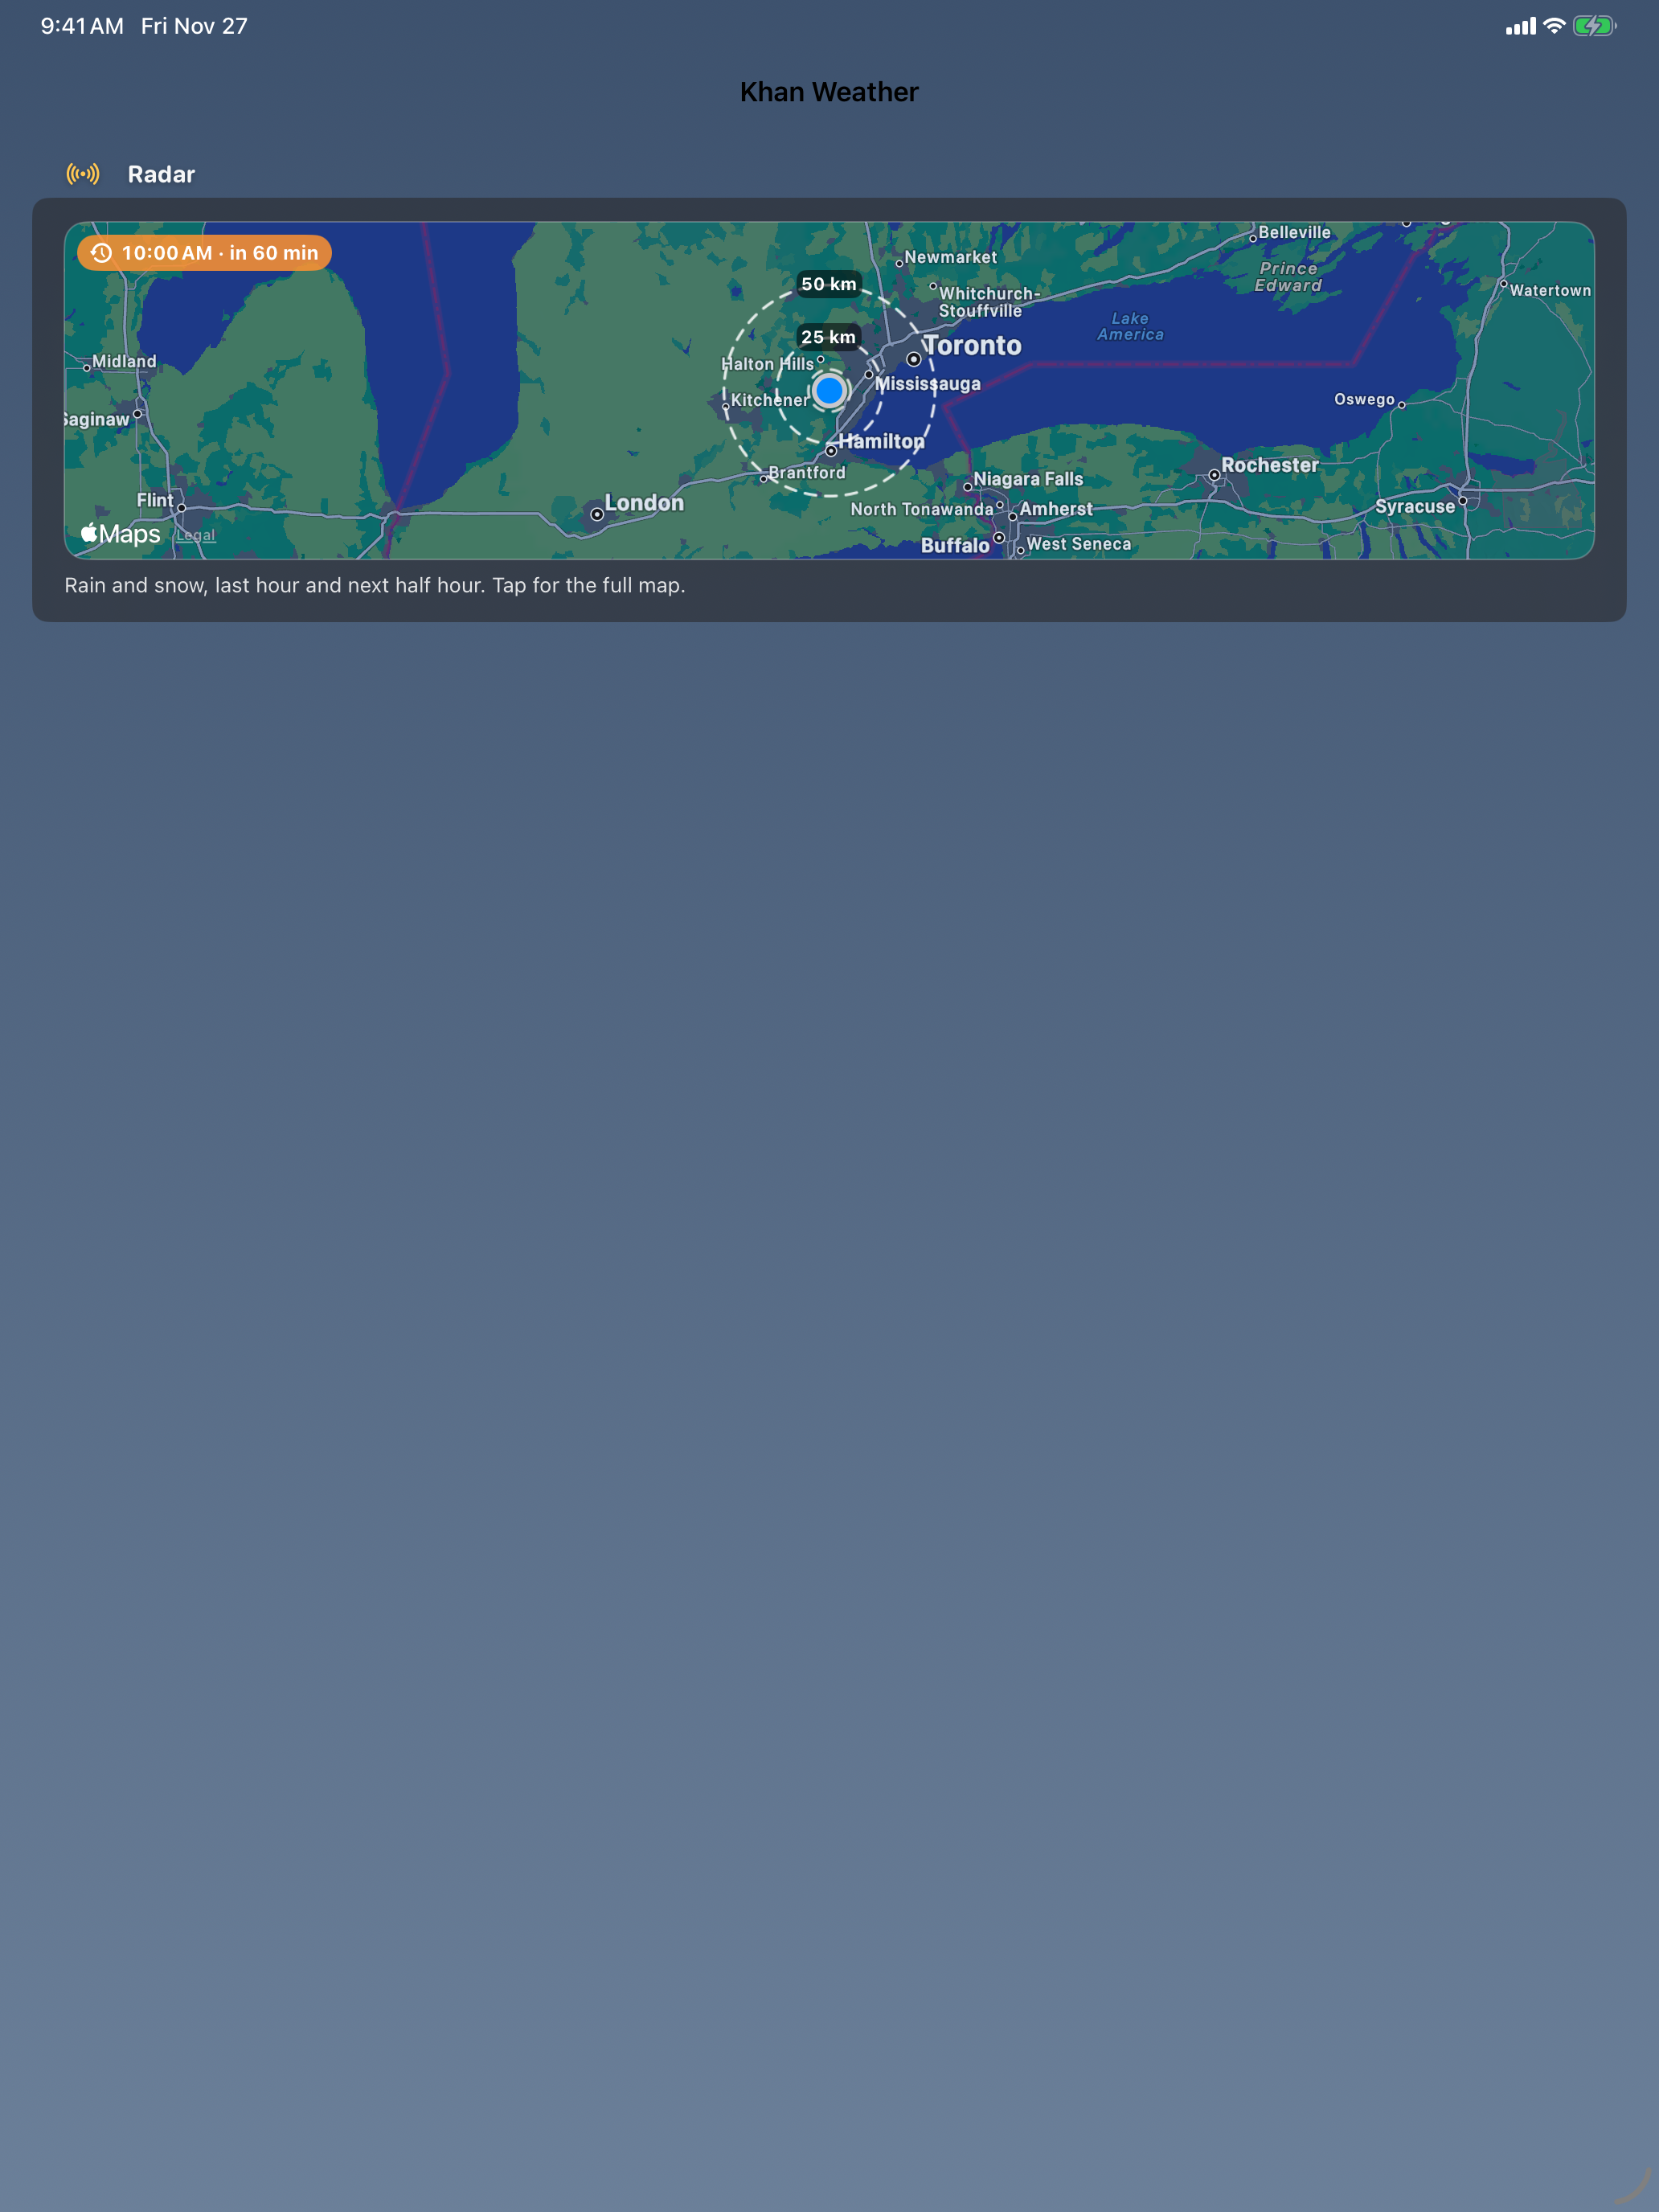 9:41 AM Fri Nov 27
Khan Weather
Radar
10:00 AM · in 60 min
Belleville
Newmarket
Prince
Edward
50 km
Watertown
Whitchurch-
Stouffville
Lake
America
25 km
Toronto
Midland
Halton Hills
Mississauga
Kitchener
Oswego
Saginaw
Hamilton
Rochester
Brantford
Niagara Falls
Flint
London
North Tonawanda
Amherst
Syracuse
Maps
Legal
Buffalo
West Seneca
Rain and snow, last hour and next half hour. Tap for the full map.